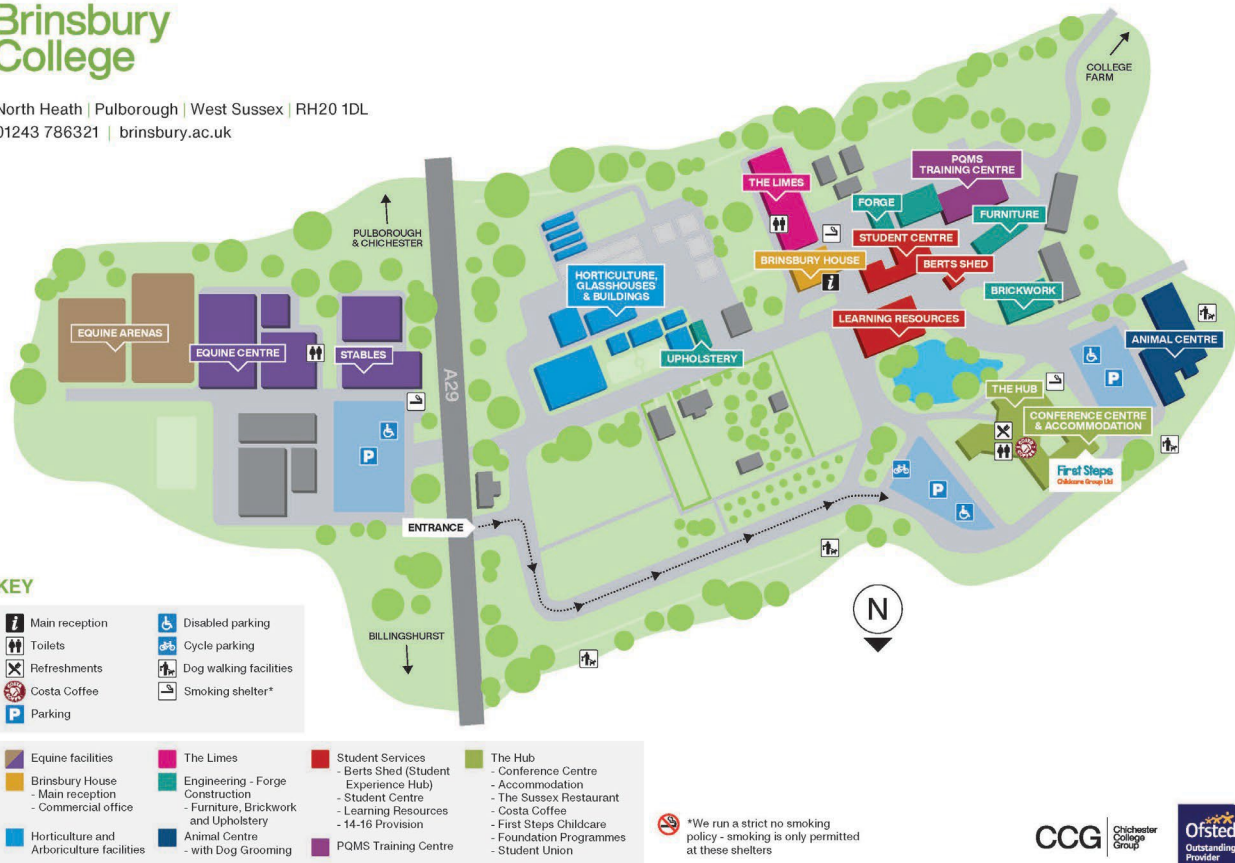 Brinsbury
College
North Heath | Pulborough | West Sussex | RH20 1DL
01243 786321 | brinsbury.ac.uk
COLLEGE
FARM
PQMS
TRAINING CENTRE
THE LIMES
FORGE
FURNITURE
PULBOROUGH
& CHICHESTER
STUDENT CENTRE
BRINSBURY HOUSE
i
BERTS SHED
HORTICULTURE,
GLASSHOUSES
& BUILDINGS
BRICKWORK
LEARNING RESOURCES
EQUINE ARENAS
ANIMAL CENTRE
EQUINE CENTRE
STABLES
UPHOLSTERY
A29
P
THE HUB
CONFERENCE CENTRE
& ACCOMMODATION
P
First Steps
Childcare Group Ltd
P
ENTRANCE
N
BILLINGSHURST
KEY
i Main reception
Toilets
Refreshments
Costa Coffee
P Parking
Disabled parking
Cycle parking
Dog walking facilities
Smoking shelter*
Equine facilities
Brinsbury House
- Main reception
- Commercial office
Horticulture and
Arboriculture facilities
The Limes
Engineering - Forge
Construction
- Furniture, Brickwork
and Upholstery
Animal Centre
- with Dog Grooming
Student Services
- Berts Shed (Student
Experience Hub)
- Student Centre
- Learning Resources
- 14-16 Provision
PQMS Training Centre
The Hub
- Conference Centre
- Accommodation
- The Sussex Restaurant
- Costa Coffee
- First Steps Childcare
- Foundation Programmes
- Student Union
*We run a strict no smoking
policy - smoking is only permitted
at these shelters
CCG
Chichester
College
Group
Ofsted
Outstanding
Provider